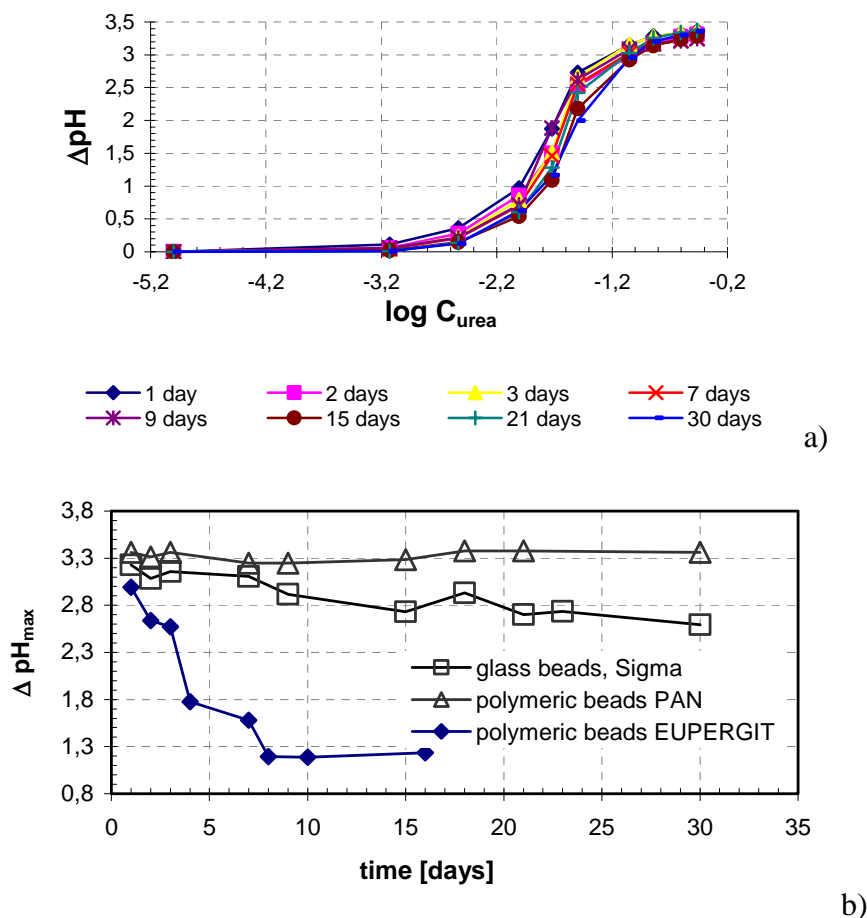 3,5
3
2,5
2
1,5
1
0,5
0
ΔpH
-5,2 -4,2 -3,2 -2,2 -1,2 -0,2
log Curea
1 day 2 days 3 days 7 days
9 days 15 days 21 days 30 days
a)
3,8
3,3
2,8
2,3
1,8
1,3
0,8
Δ pHmax
glass beads, Sigma
polymeric beads PAN
polymeric beads EUPERGIT
0 5 10 15 20 25 30 35
time [days]
b)